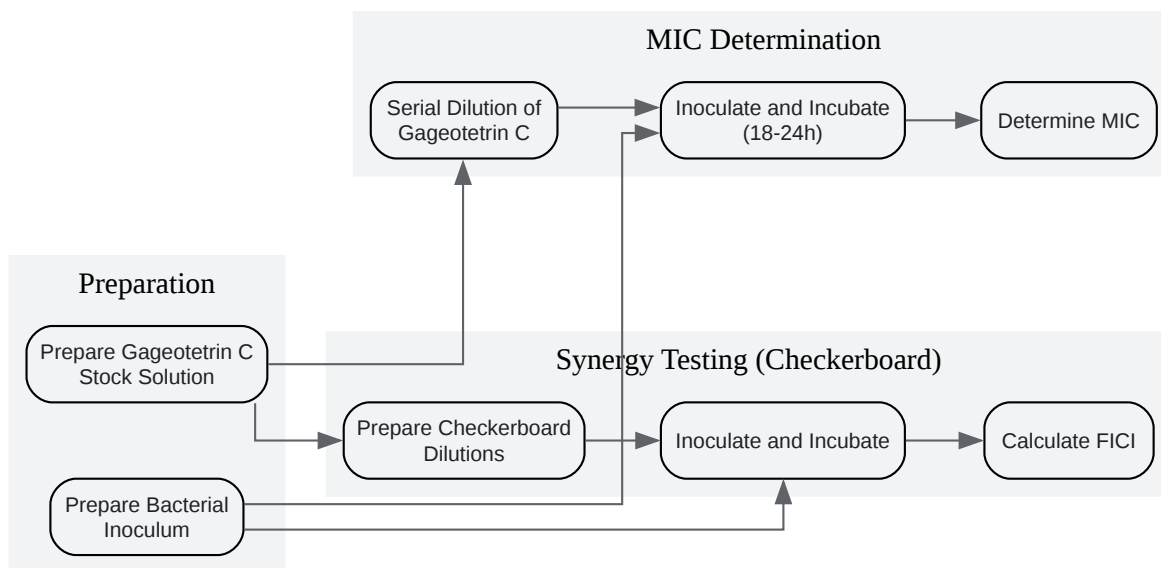 MIC Determination
Serial Dilution of
Gageotetrin C
Inoculate and Incubate
(18-24h)
Determine MIC
Preparation
Prepare Gageotetrin C
Stock Solution
Prepare Bacterial
Inoculum
Synergy Testing (Checkerboard)
Prepare Checkerboard
Dilutions
Inoculate and Incubate
Calculate FICI